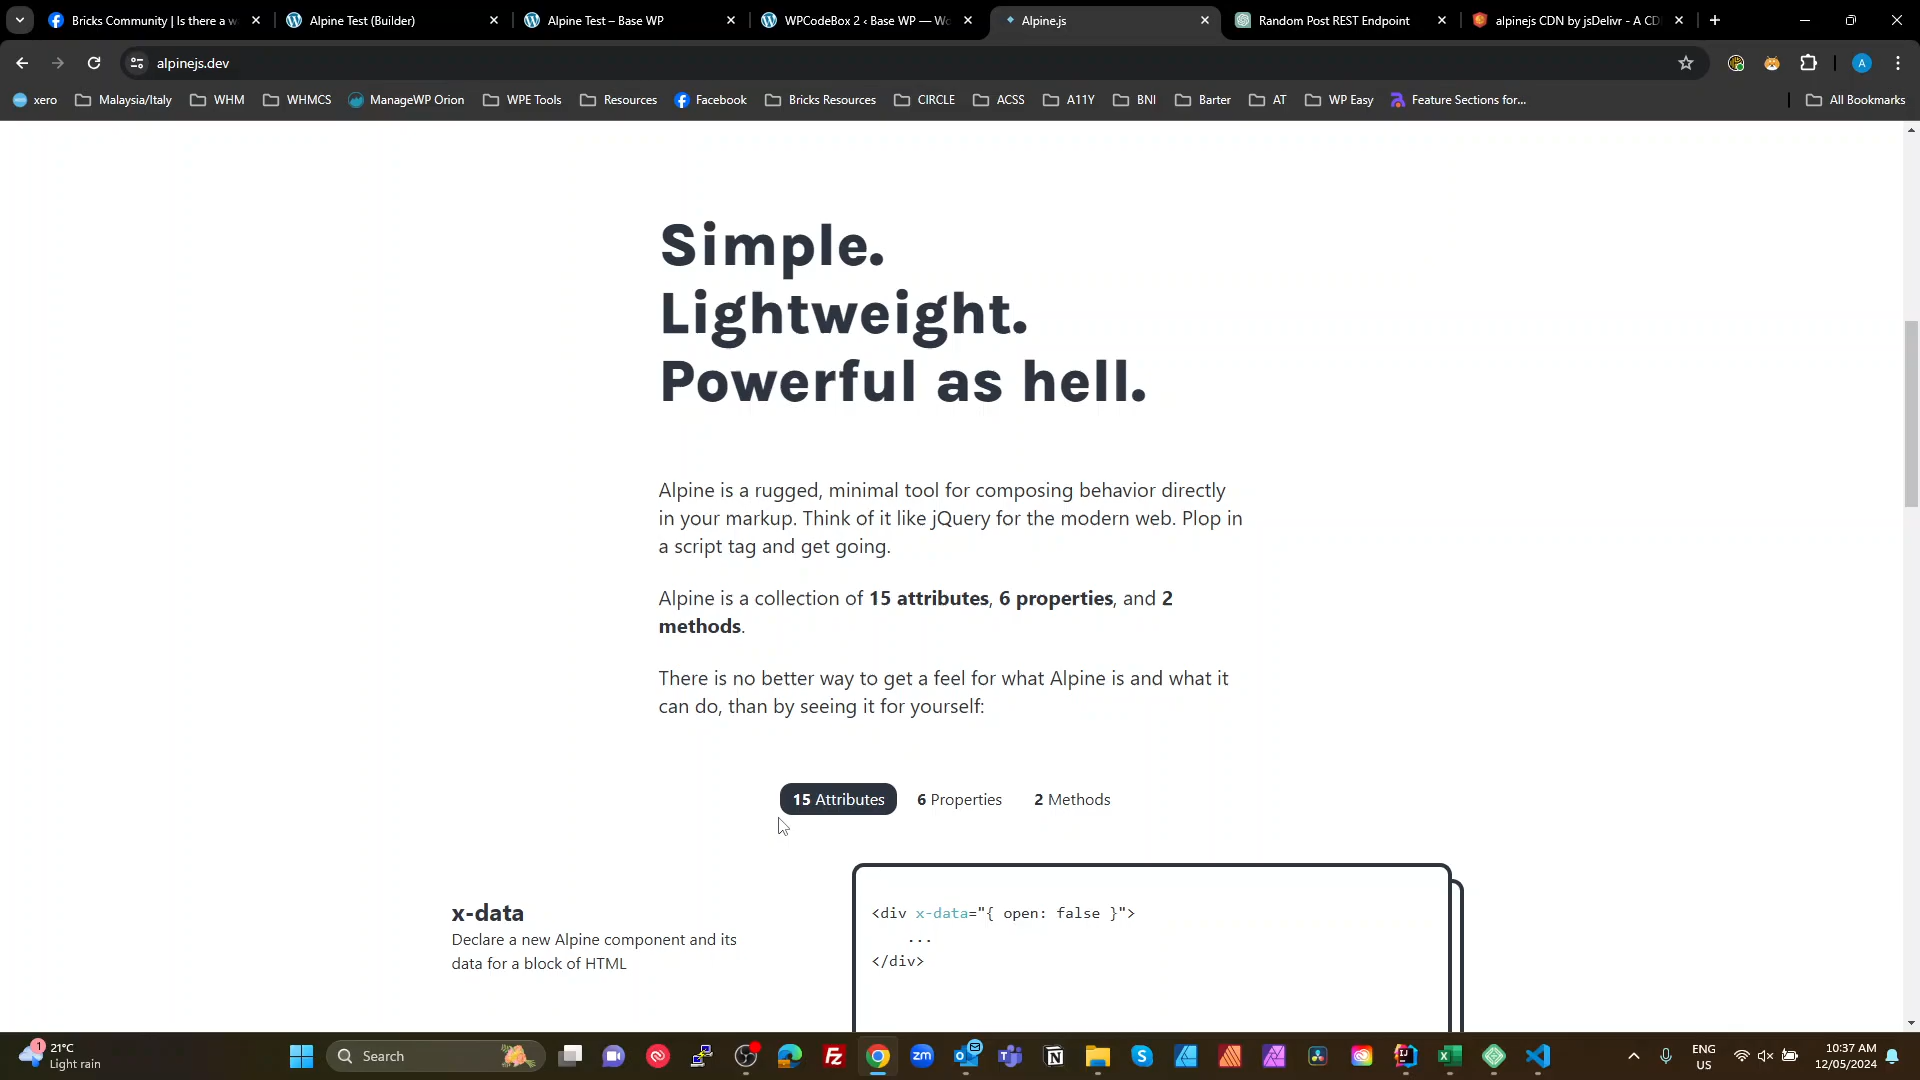 Bricks Community | Is there a w
Alpine Test (Builder)
Alpine Test – Base WP
WPCodeBox 2 ‹ Base WP — Wo
Alpine.js
Random Post REST Endpoint
alpinejs CDN by jsDelivr - A CD
alpinejs.dev
A
xero
Malaysia/Italy
WHM
WHMCS
ManageWP Orion
WPE Tools
Resources
Facebook
Bricks Resources
CIRCLE
ACSS
A11Y
BNI
Barter
AT
WP Easy
Feature Sections for...
All Bookmarks
Simple.
Lightweight.
Powerful as hell.
Alpine is a rugged, minimal tool for composing behavior directly
in your markup. Think of it like jQuery for the modern web. Plop in
a script tag and get going.
Alpine is a collection of 15 attributes, 6 properties, and 2
methods.
There is no better way to get a feel for what Alpine is and what it
can do, than by seeing it for yourself:
15 Attributes
6 Properties
2 Methods
x-data
Declare a new Alpine component and its
data for a block of HTML
<div x-data="{ open: false }">
...
</div>
1
21°C
Light rain
Search
zm
ENG
US
10:37 AM
12/05/2024